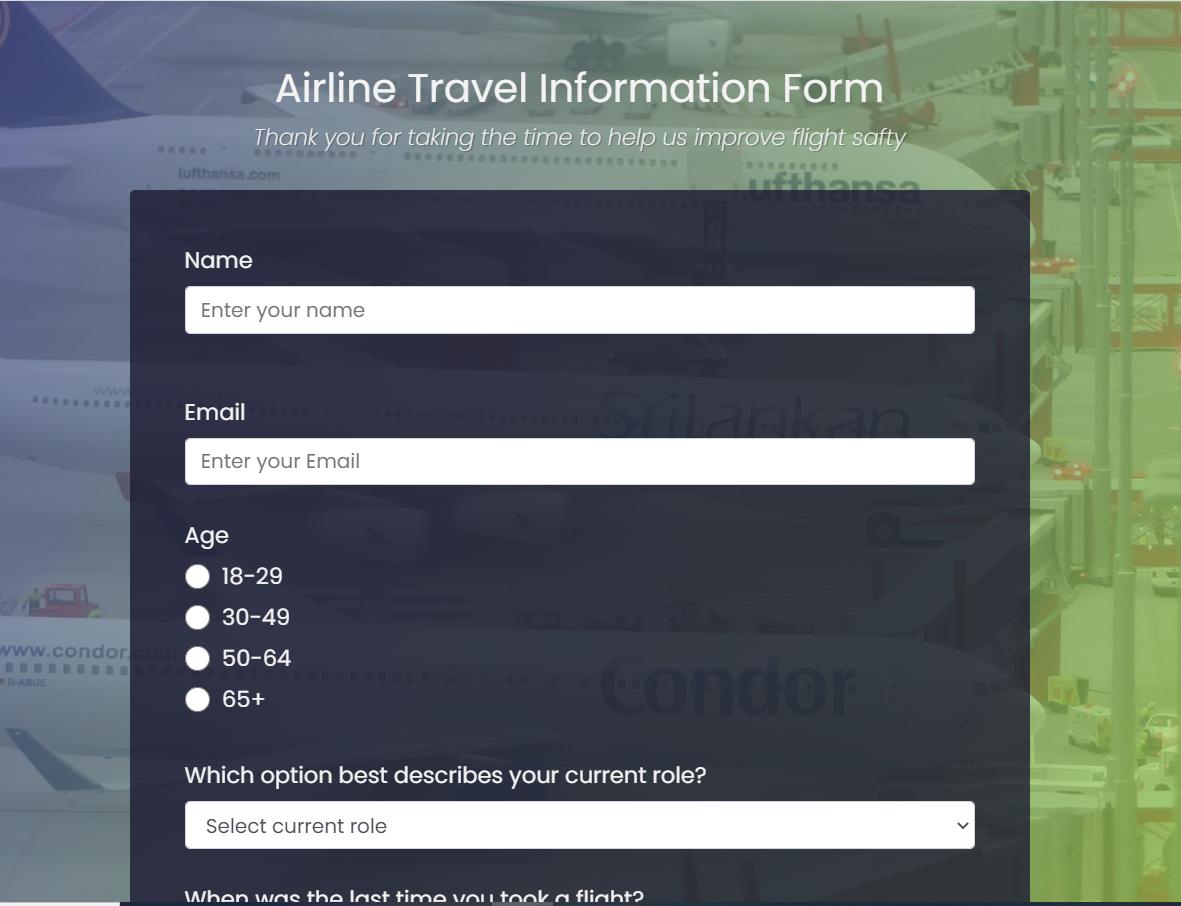 Airline Travel Information Form
Thank you for taking the time to help us improve flight safty
lufthansa.com
ufthansa
Name
Enter your name
SriLankan
Email
Enter your Email
Age
18-29
30-49
50-64
65+
www.condor.com
D-ABUE
Condor
Which option best describes your current role?
Select current role
When was the last time you took a flight?